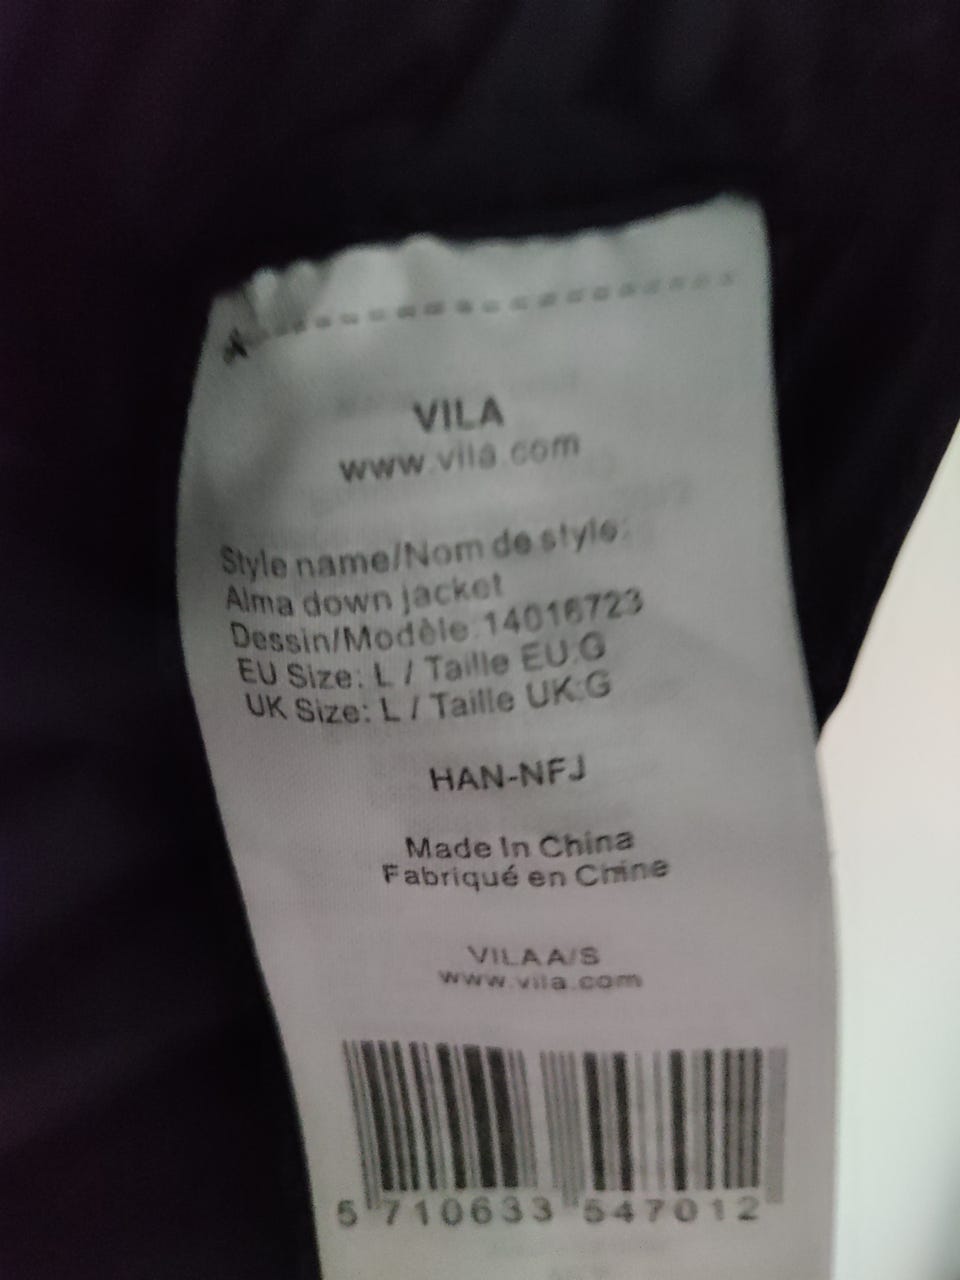 VILA
www.vila.com
Style name/Nom de style:
Alma down jacket
Dessin/Modèle:14016723
EU Size: L / Taille EU:G
UK Size: L / Taille UK:G
HAN-NFJ
Made In China
Fabriqué en Chine
VILA A/S
www.vila.com
5 710633 547012